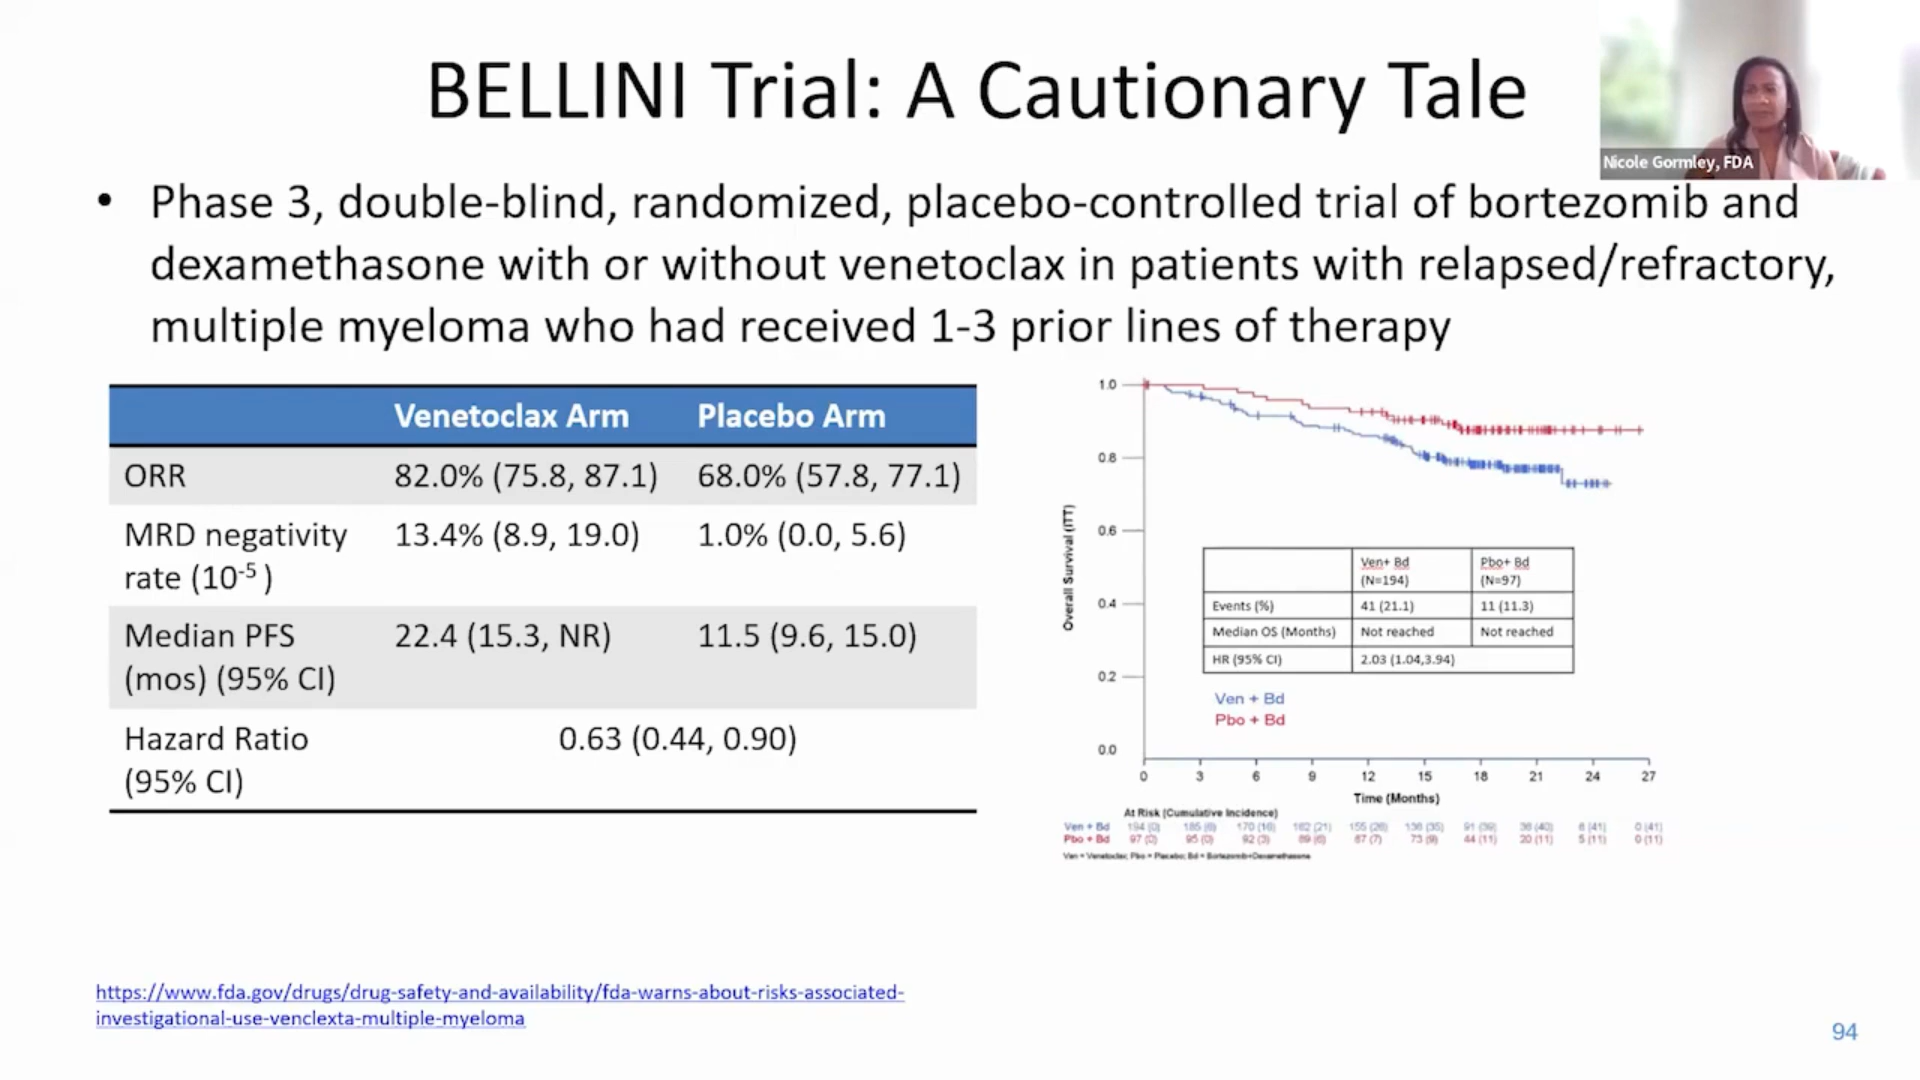 BELLINI Trial: A Cautionary Tale
Nicole Gormley, FDA
• Phase 3, double-blind, randomized, placebo-controlled trial of bortezomib and
dexamethasone with or without venetoclax in patients with relapsed/refractory,
multiple myeloma who had received 1-3 prior lines of therapy
Venetoclax Arm Placebo Arm
ORR 82.0% (75.8, 87.1) 68.0% (57.8, 77.1)
MRD negativity 13.4% (8.9, 19.0) 1.0% (0.0, 5.6)
rate (10-5)
Median PFS 22.4 (15.3, NR) 11.5 (9.6, 15.0)
(mos) (95% CI)
Hazard Ratio 0.63 (0.44, 0.90)
(95% CI)
Overall Survival (ITT)
1.0
0.8
0.6
0.4
0.2
0.0
Ven+ Bd Pbo+ Bd
(N=194) (N=97)
Events (%) 41 (21.1) 11 (11.3)
Median OS (Months) Not reached Not reached
HR (95% CI) 2.03 (1.04,3.94)
Ven + Bd
Pbo + Bd
0 3 6 9 12 15 18 21 24 27
Time (Months)
At Risk (Cumulative Incidence)
Ven + Bd 194 (0) 185 (6) 170 (16) 162 (21) 155 (26) 136 (35) 91 (39) 36 (40) 6 (41) 0 (41)
Pbo + Bd 97 (0) 95 (0) 92 (3) 89 (6) 87 (7) 73 (9) 44 (11) 20 (11) 5 (11) 0 (11)
Ven = Venetoclax; Pbo = Placebo; Bd = Bortezomib+Dexamethasone
https://www.fda.gov/drugs/drug-safety-and-availability/fda-warns-about-risks-associated-
investigational-use-venclexta-multiple-myeloma
94